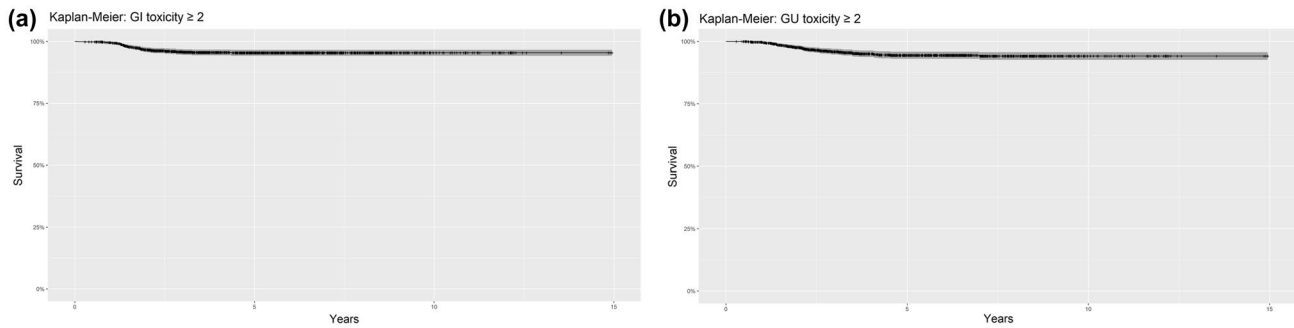 (a) Kaplan-Meier: GI toxicity ≥ 2
100%
75%
50%
25%
0%
Survival
0 5 10 15
Years
(b) Kaplan-Meier: GU toxicity ≥ 2
100%
75%
50%
25%
0%
Survival
0 5 10 15
Years